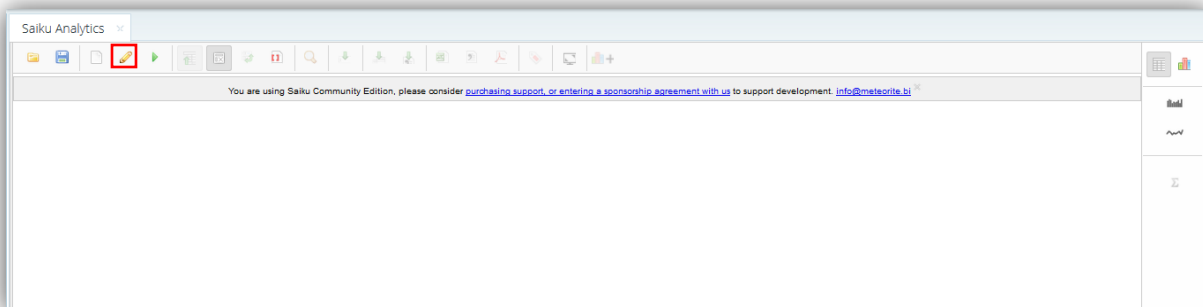 Saiku Analytics
You are using Saiku Community Edition, please consider purchasing support, or entering a sponsorship agreement with us to support development. info@meteorite.bi
Σ